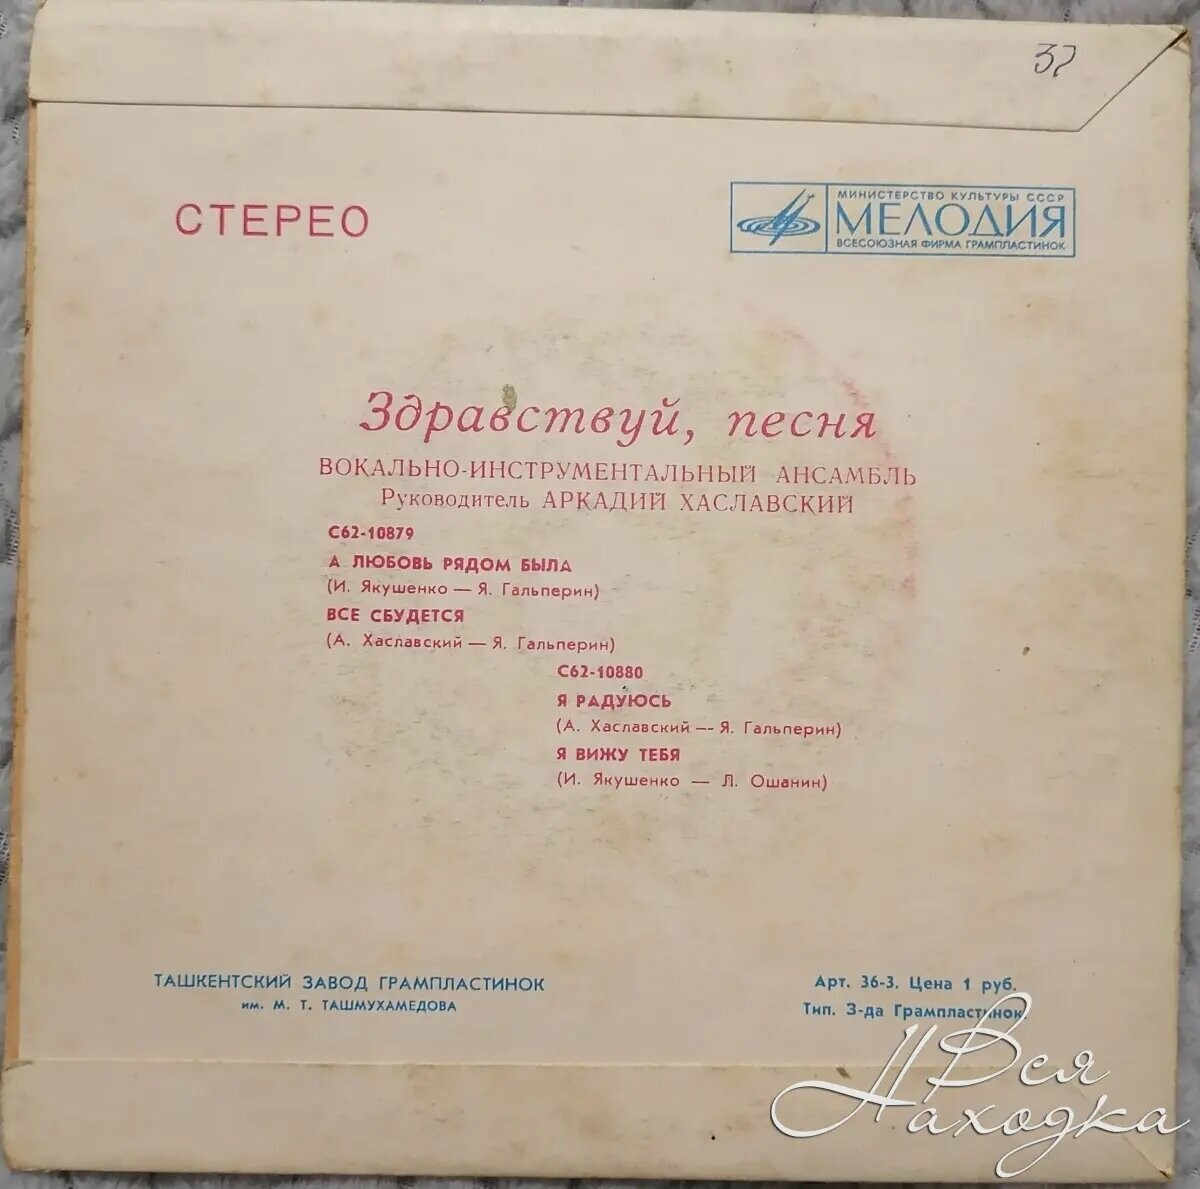 37
СТЕРЕО
МИНИСТЕРСТВО КУЛЬТУРЫ СССР
МЕЛОДИЯ
ВСЕСОЮЗНАЯ ФИРМА ГРАМПЛАСТИНОК
Здравствуй, песня
ВОКАЛЬНО-ИНСТРУМЕНТАЛЬНЫЙ АНСАМБЛЬ
Руководитель АРКАДИЙ ХАСЛАВСКИЙ
С62-10879
А ЛЮБОВЬ РЯДОМ БЫЛА
(И. Якушенко — Я. Гальперин)
ВСЕ СБУДЕТСЯ
(А. Хаславский — Я. Гальперин)
С62-10880
Я РАДУЮСЬ
(А. Хаславский — Я. Гальперин)
Я ВИЖУ ТЕБЯ
(И. Якушенко — Л. Ошанин)
ТАШКЕНТСКИЙ ЗАВОД ГРАМПЛАСТИНОК
им. М. Т. ТАШМУХАМЕДОВА
Арт. 36-3. Цена 1 руб.
Тип. З-да Грампластинок
Вся
Находка